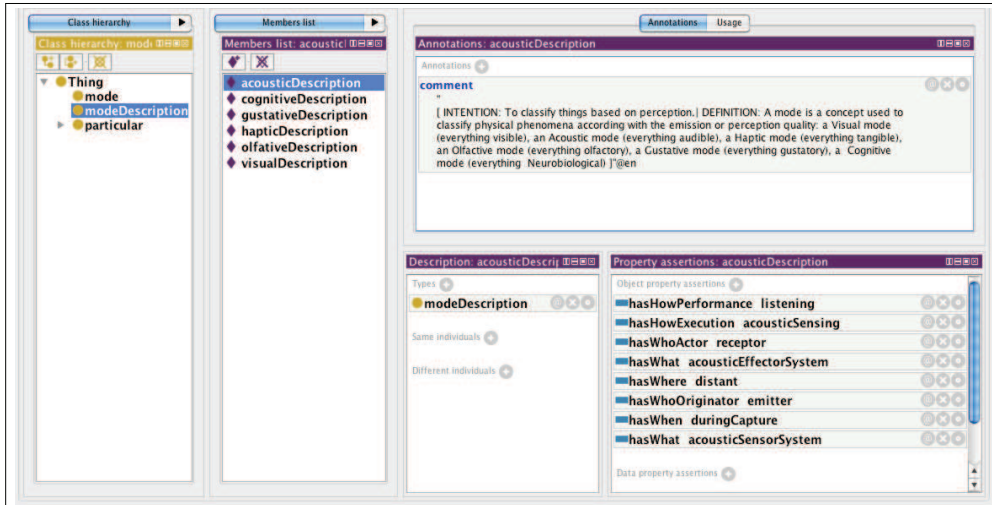 Class hierarchy
Members list
Annotations Usage
Class hierarchy: mod
Thing
mode
modeDescription
particular
Members list: acoustic
acousticDescription
cognitiveDescription
gustativeDescription
hapticDescription
olfativeDescription
visualDescription
Annotations: acousticDescription
Annotations
comment
"
[ INTENTION: To classify things based on perception.| DEFINITION: A mode is a concept used to
classify physical phenomena according with the emission or perception quality: a Visual mode
(everything visible), an Acoustic mode (everything audible), a Haptic mode (everything tangible),
an Olfactive mode (everything olfactory), a Gustative mode (everything gustatory), a Cognitive
mode (everything Neurobiological) ]"@en
Description: acousticDescrip
Types
modeDescription
Same individuals
Different individuals
Property assertions: acousticDescription
Object property assertions
hasHowPerformance listening
hasHowExecution acousticSensing
hasWhoActor receptor
hasWhat acousticEffectorSystem
hasWhere distant
hasWhoOriginator emitter
hasWhen duringCapture
hasWhat acousticSensorSystem
Data property assertions